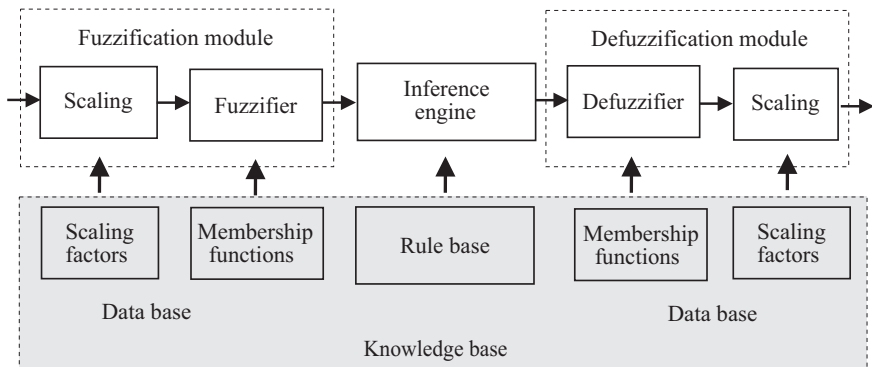 Fuzzification module
Defuzzification module
Scaling
Fuzzifier
Inference
engine
Defuzzifier
Scaling
Scaling
factors
Membership
functions
Rule base
Membership
functions
Scaling
factors
Data base
Data base
Knowledge base